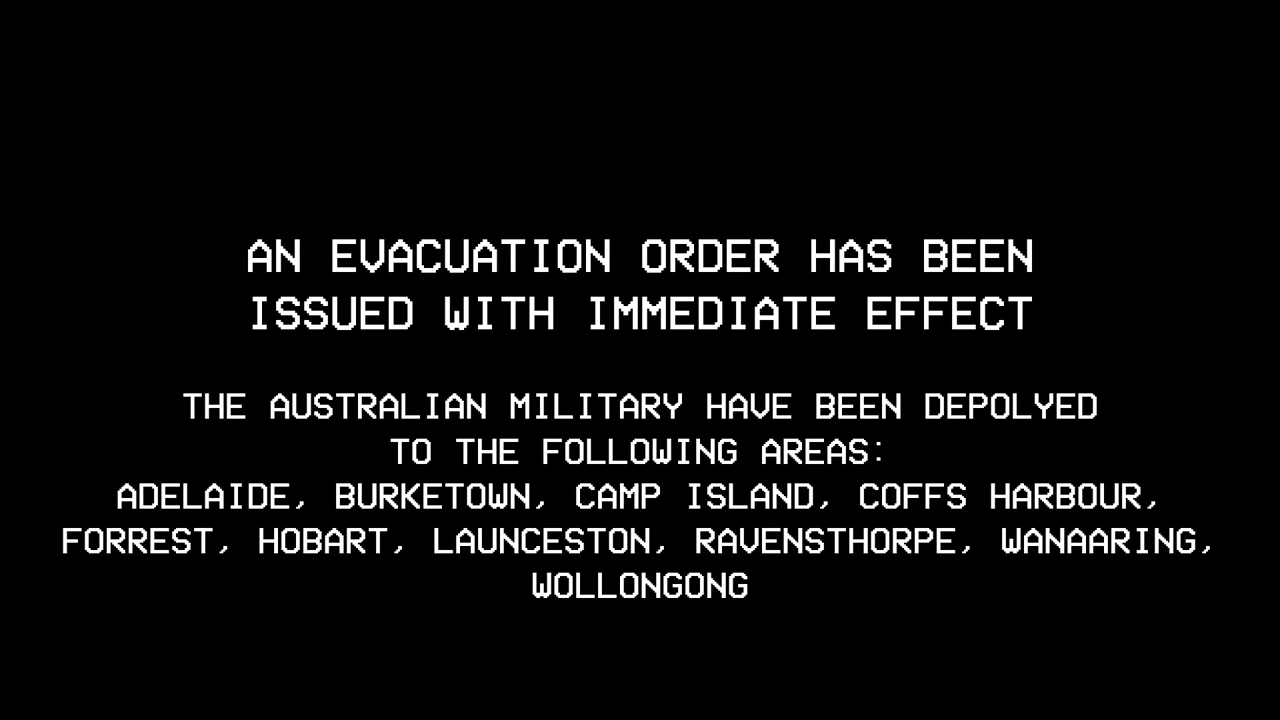 AN EVACUATION ORDER HAS BEEN
ISSUED WITH IMMEDIATE EFFECT
THE AUSTRALIAN MILITARY HAVE BEEN DEPOLYED
TO THE FOLLOWING AREAS:
ADELAIDE, BURKETOWN, CAMP ISLAND, COFFS HARBOUR,
FORREST, HOBART, LAUNCESTON, RAVENSTHORPE, WANAARING,
WOLLONGONG